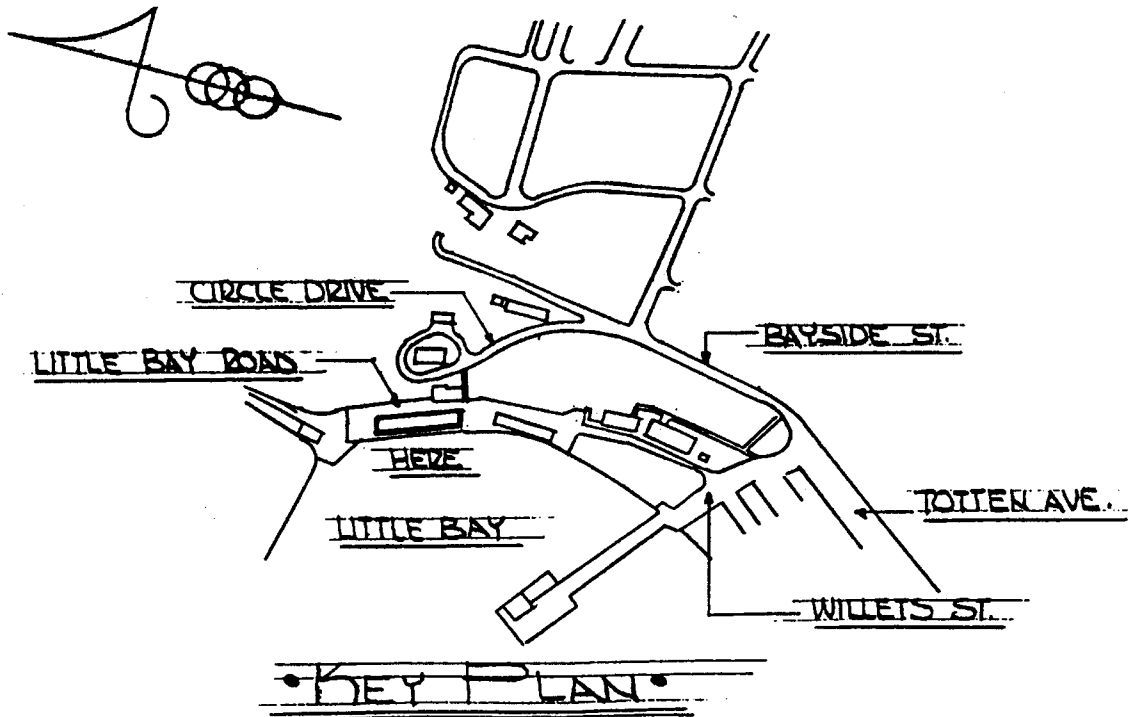 CIRCLE DRIVE
BAYSIDE ST.
LITTLE BAY ROAD
HERE
TOTTEN AVE.
LITTLE BAY
WILLETS ST.
• KEY PLAN •